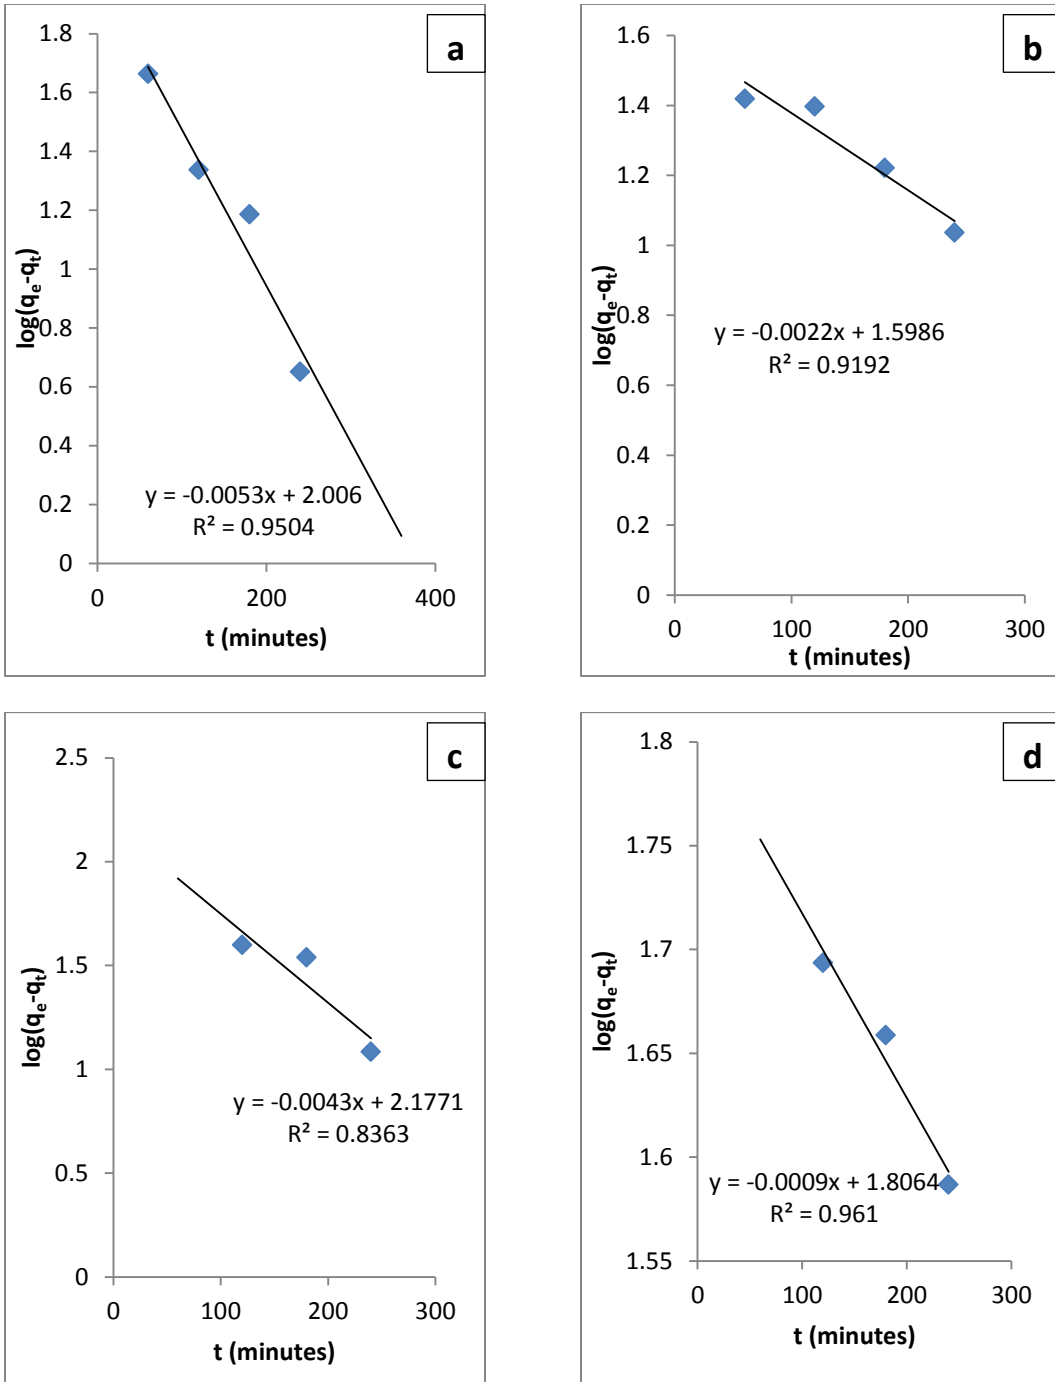 a
1.8
1.6
1.4
1.2
1
0.8
0.6
0.4
0.2
0
log(qe-qt)
y = -0.0053x + 2.006
R² = 0.9504
0 200 400
t (minutes)
b
1.6
1.4
1.2
1
0.8
0.6
0.4
0.2
0
log(qe-qt)
y = -0.0022x + 1.5986
R² = 0.9192
0 100 200 300
t (minutes)
c
2.5
2
1.5
1
0.5
0
log(qe-qt)
y = -0.0043x + 2.1771
R² = 0.8363
0 100 200 300
t (minutes)
d
1.8
1.75
1.7
1.65
1.6
1.55
log(qe-qt)
y = -0.0009x + 1.8064
R² = 0.961
0 100 200 300
t (minutes)